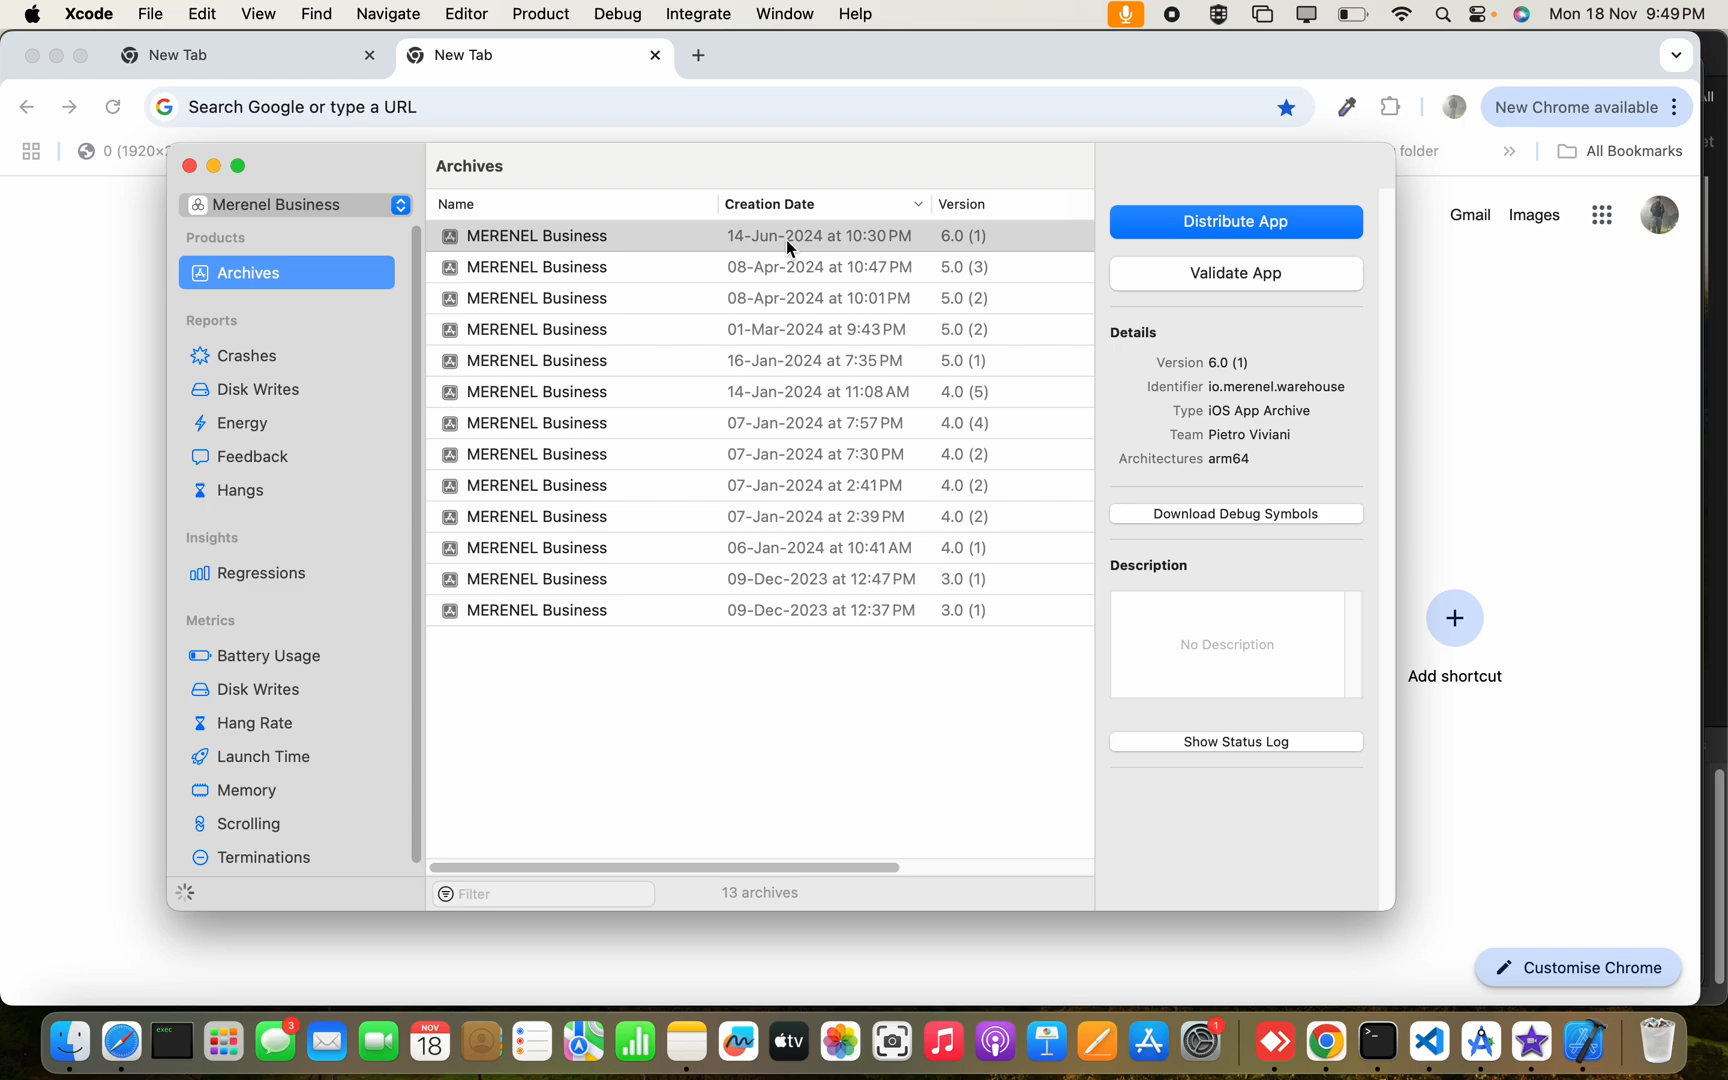 Xcode File Edit View Find Navigate Editor Product Debug Integrate Window Help Mon 18 Nov 9:49 PM
New Tab New Tab
Search Google or type a URL New Chrome available
0 (1920× folder All Bookmarks
Gmail Images
Add shortcut
Customise Chrome
Merenel Business
Products
Archives
Reports
Crashes
Disk Writes
Energy
Feedback
Hangs
Insights
Regressions
Metrics
Battery Usage
Disk Writes
Hang Rate
Launch Time
Memory
Scrolling
Terminations
Archives
Name Creation Date Version
MERENEL Business 14-Jun-2024 at 10:30 PM 6.0 (1)
MERENEL Business 08-Apr-2024 at 10:47 PM 5.0 (3)
MERENEL Business 08-Apr-2024 at 10:01 PM 5.0 (2)
MERENEL Business 01-Mar-2024 at 9:43 PM 5.0 (2)
MERENEL Business 16-Jan-2024 at 7:35 PM 5.0 (1)
MERENEL Business 14-Jan-2024 at 11:08 AM 4.0 (5)
MERENEL Business 07-Jan-2024 at 7:57 PM 4.0 (4)
MERENEL Business 07-Jan-2024 at 7:30 PM 4.0 (2)
MERENEL Business 07-Jan-2024 at 2:41 PM 4.0 (2)
MERENEL Business 07-Jan-2024 at 2:39 PM 4.0 (2)
MERENEL Business 06-Jan-2024 at 10:41 AM 4.0 (1)
MERENEL Business 09-Dec-2023 at 12:47 PM 3.0 (1)
MERENEL Business 09-Dec-2023 at 12:37 PM 3.0 (1)
Filter 13 archives
Distribute App
Validate App
Details
Version 6.0 (1)
Identifier io.merenel.warehouse
Type iOS App Archive
Team Pietro Viviani
Architectures arm64
Download Debug Symbols
Description
No Description
Show Status Log
exec 3 NOV 18 tv 1